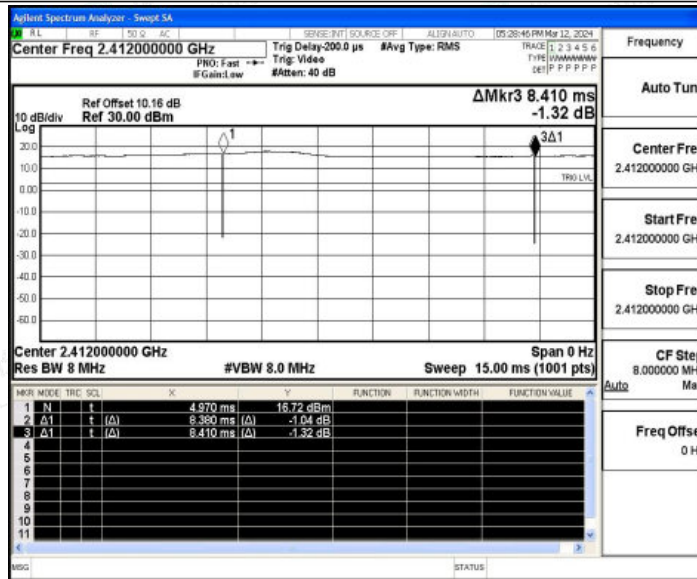 Agilent Spectrum Analyzer - Swept SA
RL RF 50 Ω AC SENSE:INT SOURCE OFF ALIGN AUTO 05:28:46 PM Mar 12, 2024
Center Freq 2.412000000 GHz
PNO: Fast
IFGain:Low
Trig Delay-200.0 µs
Trig: Video
#Atten: 40 dB
#Avg Type: RMS
TRACE 1 2 3 4 5 6
TYPE
DET P P P P P P
Frequency
Auto Tun
Center Fre
2.412000000 GH
Start Fre
2.412000000 GH
Stop Fre
2.412000000 GH
CF Step
8.000000 MH
Auto Ma
Freq Offse
0 H
Ref Offset 10.16 dB
10 dB/div Ref 30.00 dBm
Log
ΔMkr3 8.410 ms
-1.32 dB
1
3Δ1
TRIG LVL
20.0
10.0
0.00
-10.0
-20.0
-30.0
-40.0
-50.0
-60.0
Center 2.412000000 GHz Span 0 Hz
Res BW 8 MHz #VBW 8.0 MHz Sweep 15.00 ms (1001 pts)
MKR MODE TRC SCL X Y FUNCTION FUNCTION WIDTH FUNCTION VALUE
1 N t 4.970 ms 16.72 dBm
2 Δ1 t (Δ) 8.380 ms (Δ) -1.04 dB
3 Δ1 t (Δ) 8.410 ms (Δ) -1.32 dB
4
5
6
7
8
9
10
11
MSG STATUS